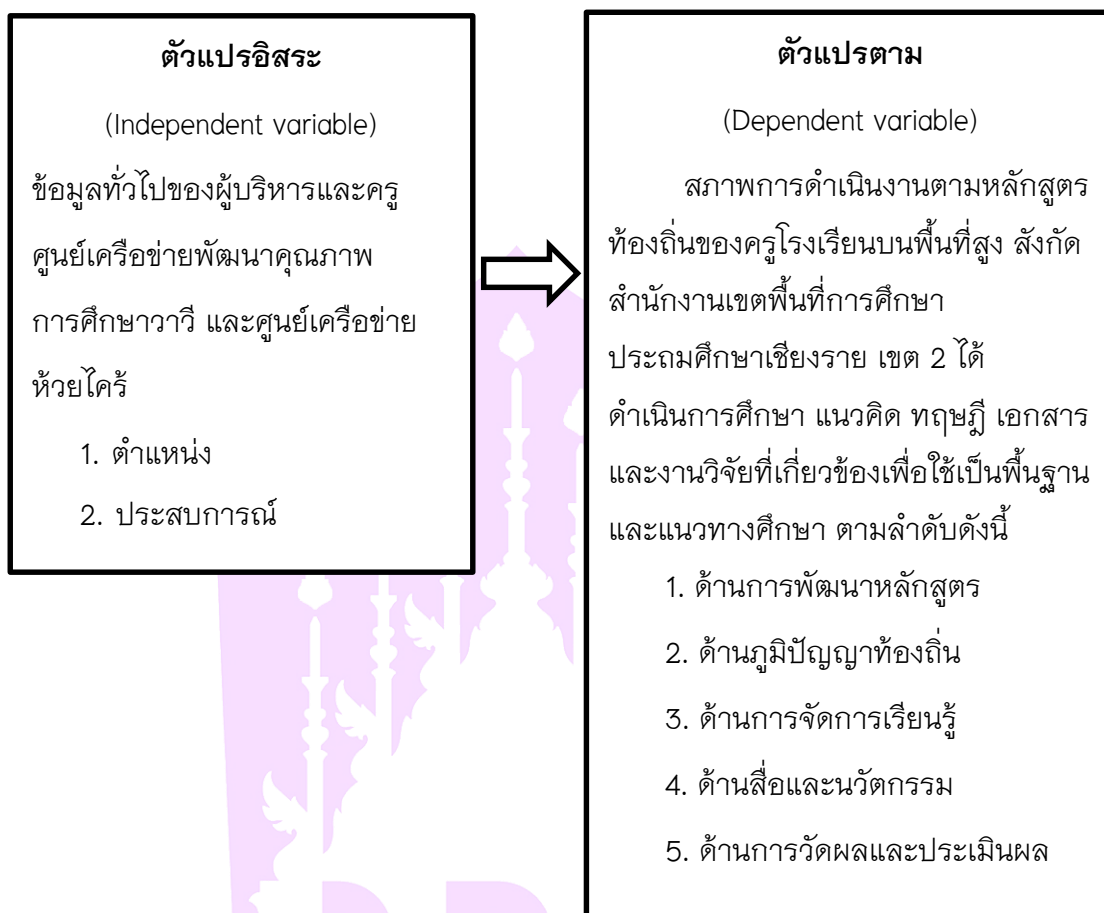 ตัวแปรอิสระ
(Independent variable)
ข้อมูลทั่วไปของผู้บริหารและครู
ศูนย์เครือข่ายพัฒนาคุณภาพ
การศึกษาวาวี และศูนย์เครือข่าย
ห้วยไคร้
1. ตำแหน่ง
2. ประสบการณ์
ตัวแปรตาม
(Dependent variable)
สภาพการดำเนินงานตามหลักสูตร
ท้องถิ่นของครูโรงเรียนบนพื้นที่สูง สังกัด
สำนักงานเขตพื้นที่การศึกษา
ประถมศึกษาเชียงราย เขต 2 ได้
ดำเนินการศึกษา แนวคิด ทฤษฎี เอกสาร
และงานวิจัยที่เกี่ยวข้องเพื่อใช้เป็นพื้นฐาน
และแนวทางศึกษา ตามลำดับดังนี้
1. ด้านการพัฒนาหลักสูตร
2. ด้านภูมิปัญญาท้องถิ่น
3. ด้านการจัดการเรียนรู้
4. ด้านสื่อและนวัตกรรม
5. ด้านการวัดผลและประเมินผล